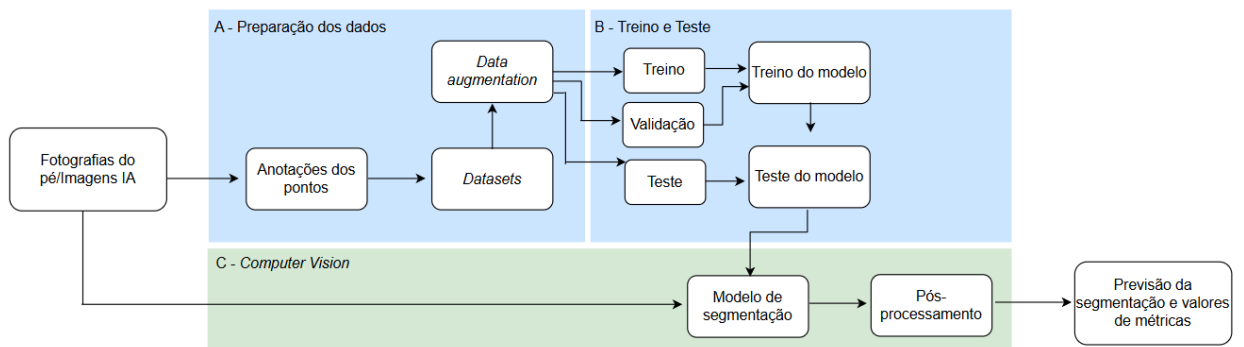 A - Preparação dos dados
B - Treino e Teste
Data
augmentation
Treino
Treino do modelo
Validação
Fotografias do
pé/Imagens IA
Anotações dos
pontos
Datasets
Teste
Teste do modelo
C - Computer Vision
Modelo de
segmentação
Pós-
processamento
Previsão da
segmentação e valores
de métricas